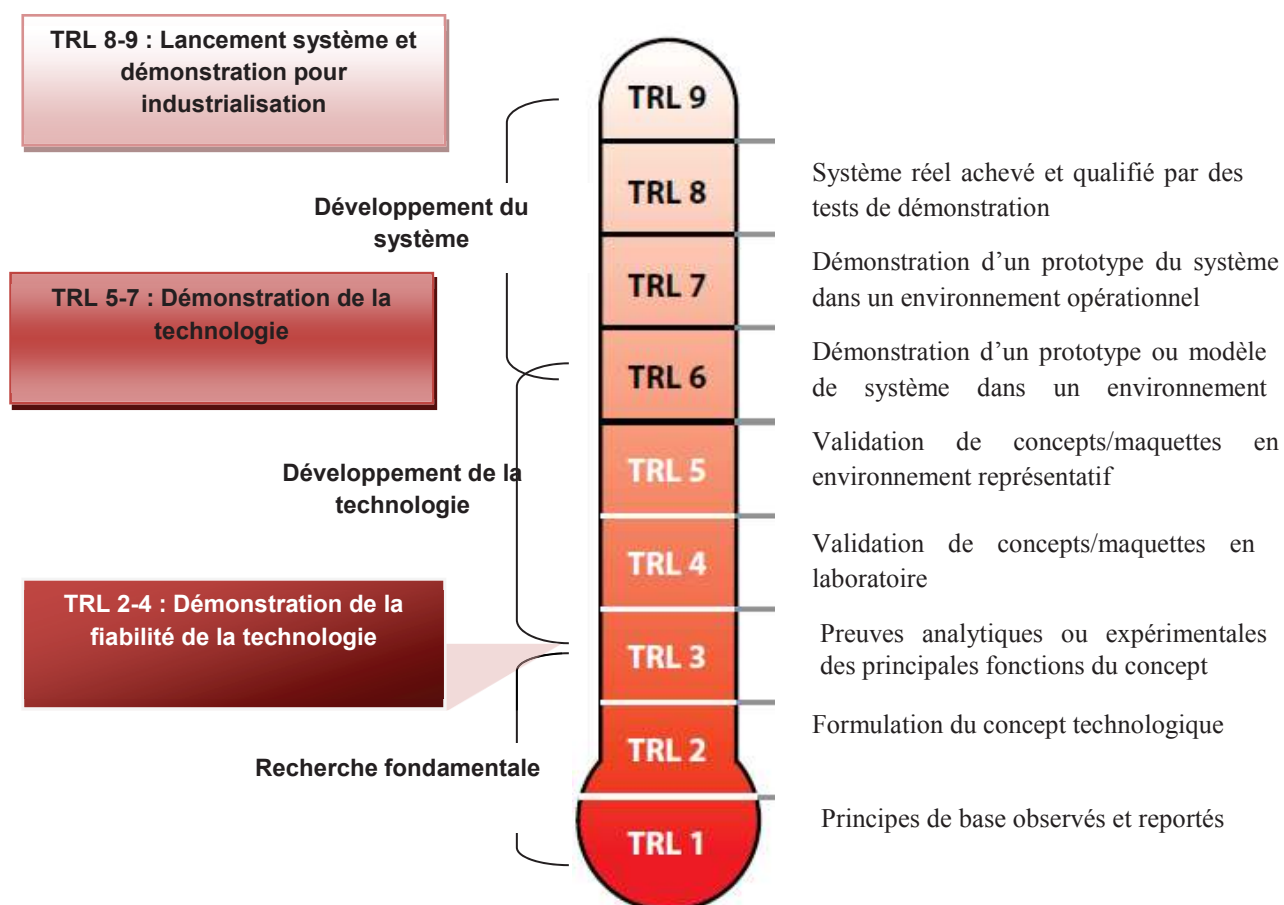 TRL 8-9 : Lancement système et
démonstration pour
industrialisation
Développement du
système
TRL 5-7 : Démonstration de la
technologie
Développement de la
technologie
TRL 2-4 : Démonstration de la
fiabilité de la technologie
Recherche fondamentale
TRL 9
TRL 8
TRL 7
TRL 6
TRL 5
TRL 4
TRL 3
TRL 2
TRL 1
Système réel achevé et qualifié par des
tests de démonstration
Démonstration d’un prototype du système
dans un environnement opérationnel
Démonstration d’un prototype ou modèle
de système dans un environnement
Validation de concepts/maquettes en
environnement représentatif
Validation de concepts/maquettes en
laboratoire
Preuves analytiques ou expérimentales
des principales fonctions du concept
Formulation du concept technologique
Principes de base observés et reportés